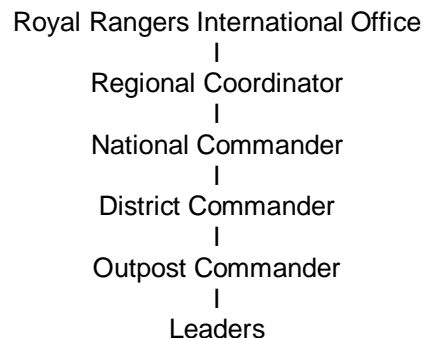 Royal Rangers International Office
I
Regional Coordinator
I
National Commander
I
District Commander
I
Outpost Commander
I
Leaders